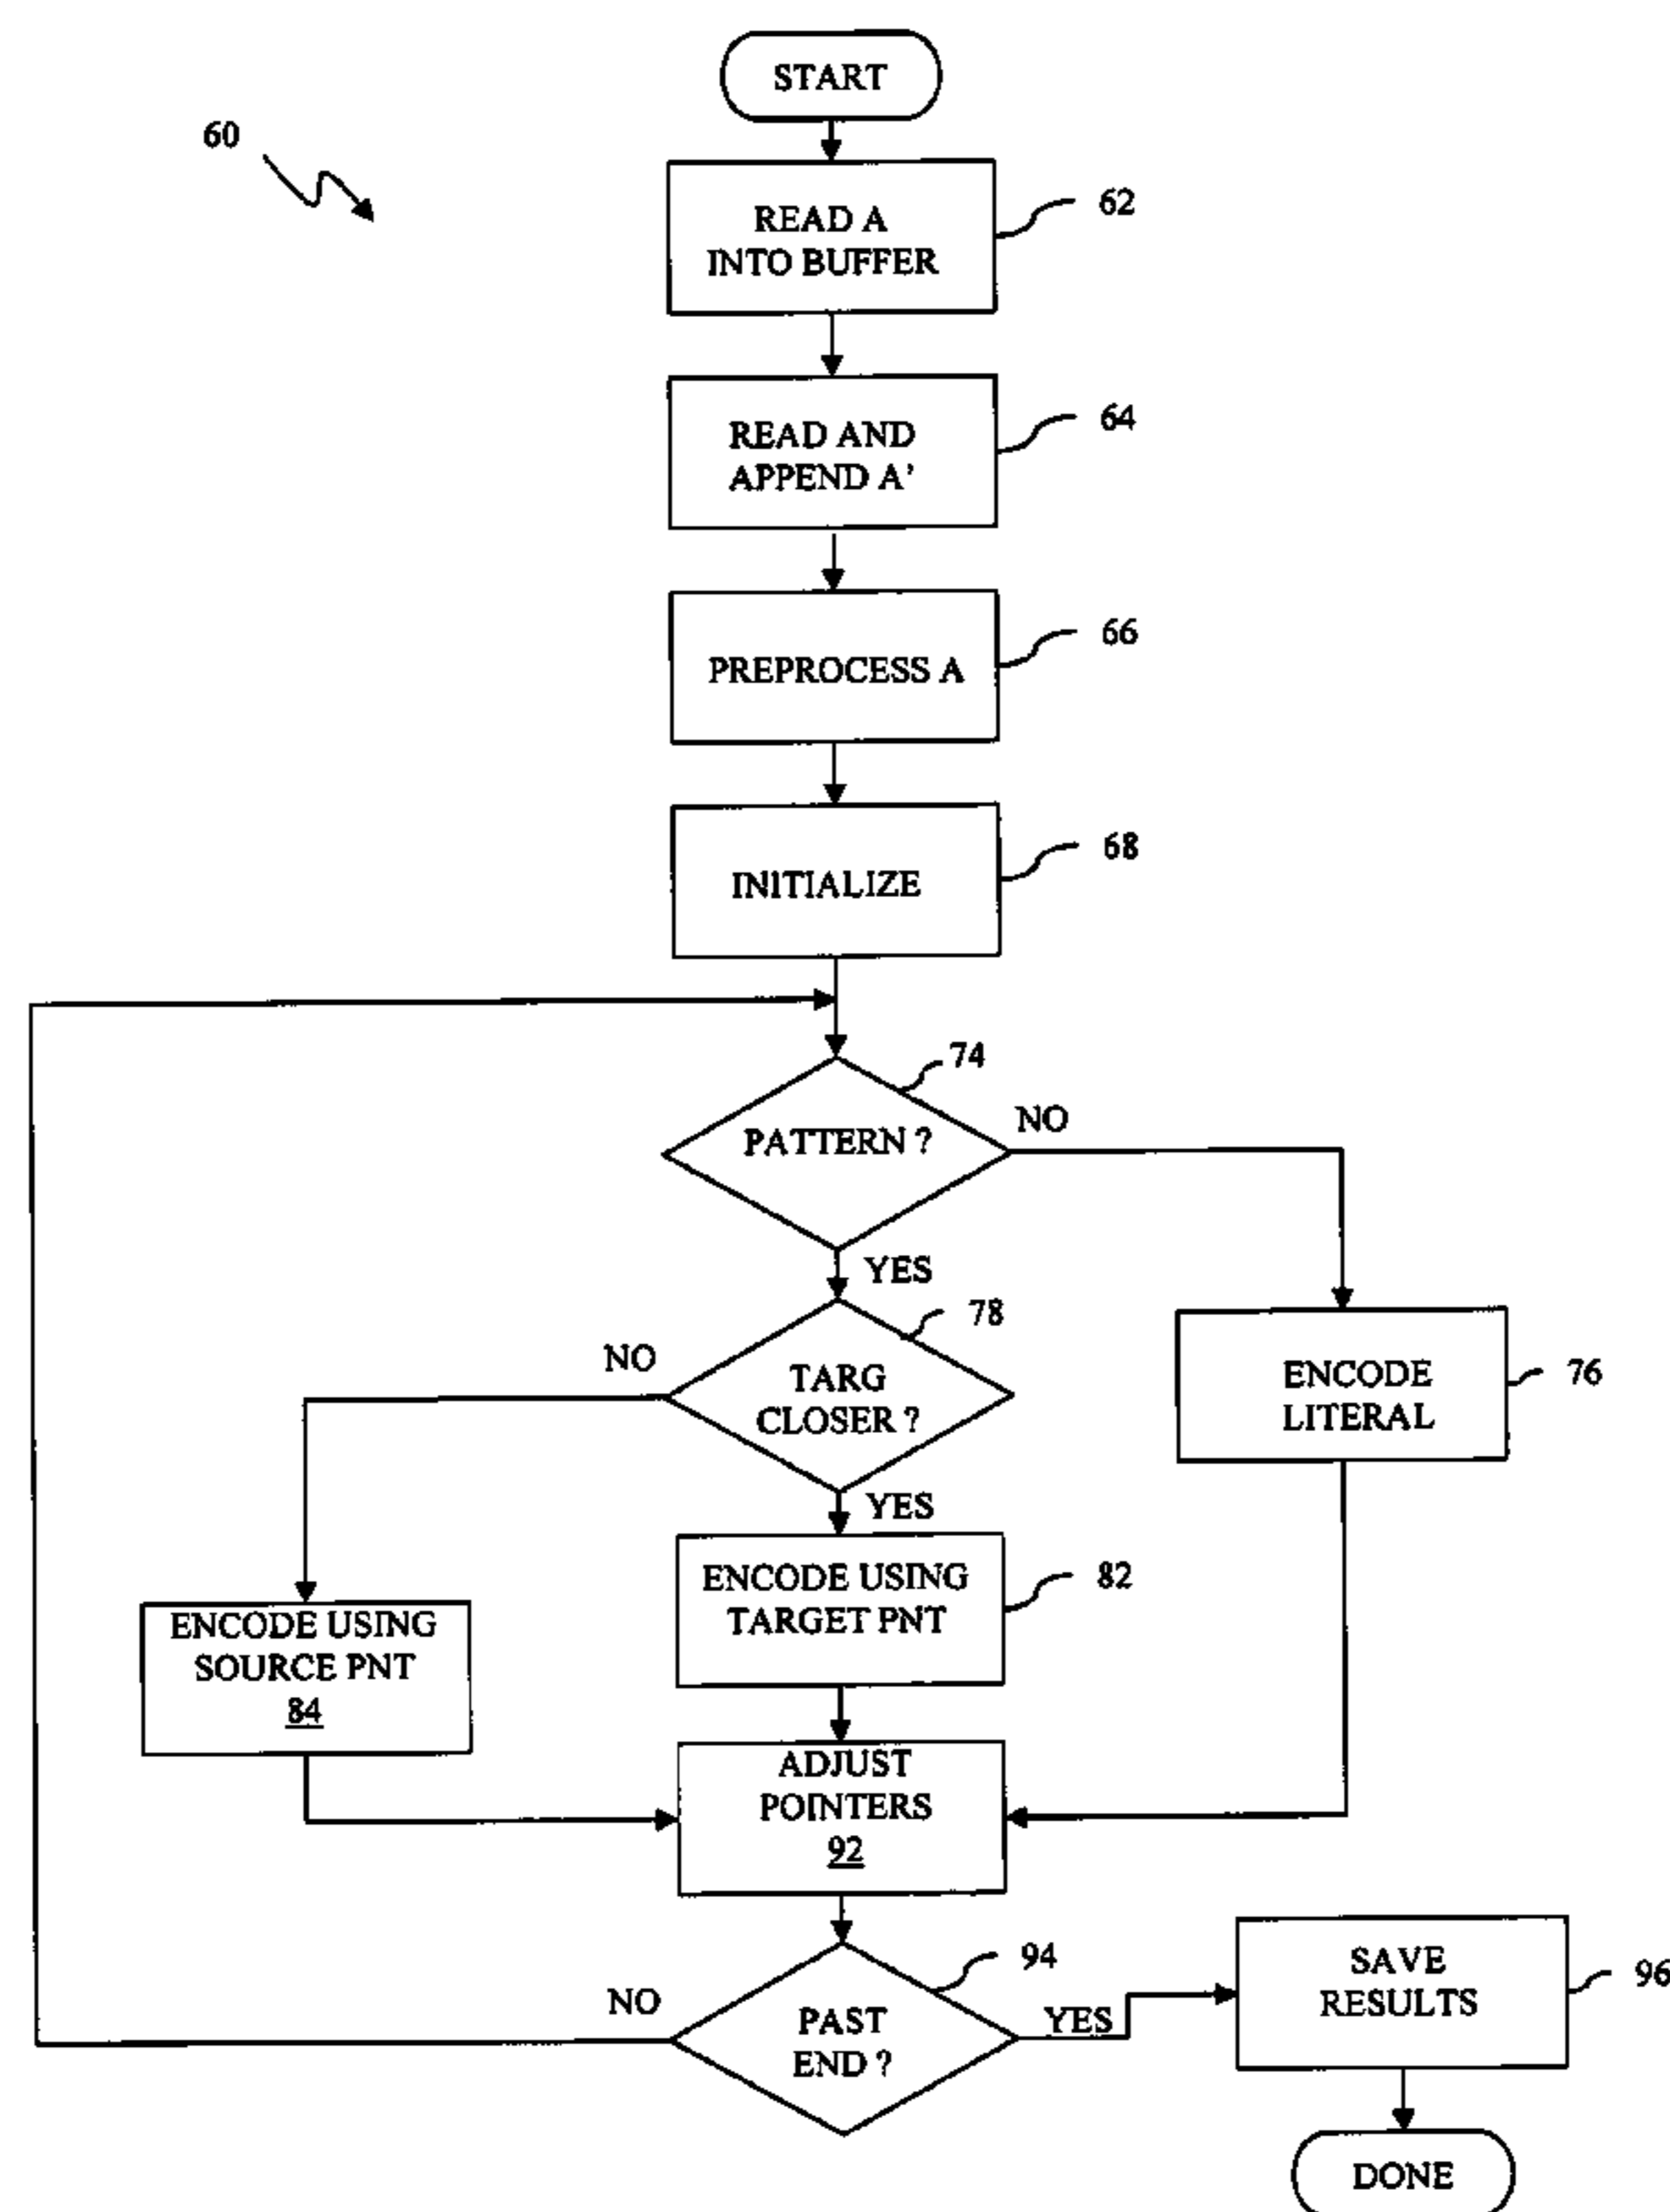 START
60
READ A
INTO BUFFER
62
READ AND
APPEND A'
64
PREPROCESS A
66
INITIALIZE
68
74
PATTERN ?
NO
YES
78
NO
TARG
CLOSER ?
ENCODE
LITERAL
76
YES
ENCODE USING
TARGET PNT
82
ENCODE USING
SOURCE PNT
84
ADJUST
POINTERS
92
94
NO
PAST
END ?
YES
SAVE
RESULTS
96
DONE